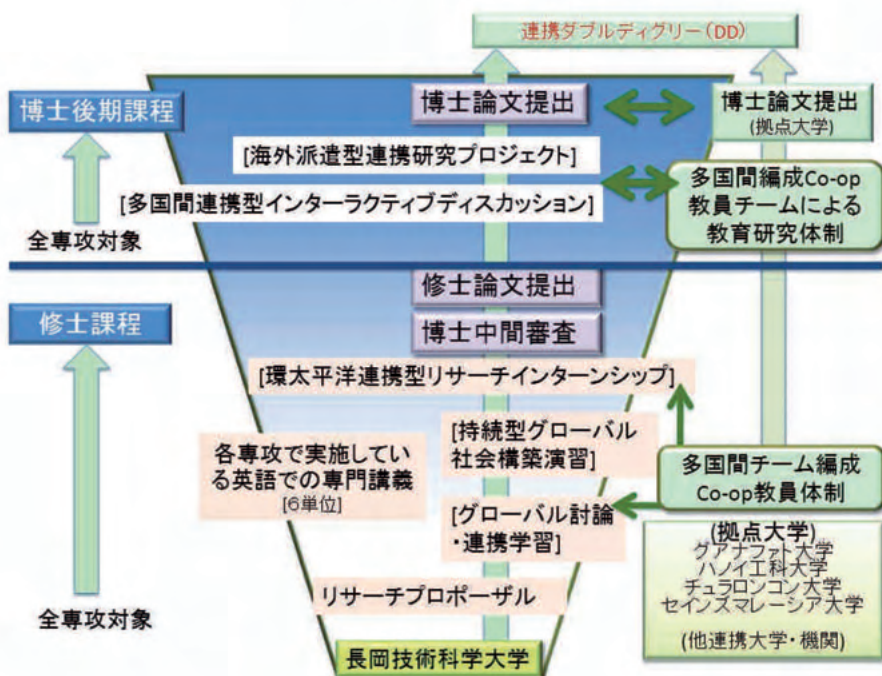 連携ダブルディグリー(DD)
博士後期課程
博士論文提出
博士論文提出
(拠点大学)
[海外派遣型連携研究プロジェクト]
[多国間連携型インターラクティブディスカッション]
多国間編成Co-op
教員チームによる
教育研究体制
全専攻対象
修士論文提出
修士課程
博士中間審査
[環太平洋連携型リサーチインターンシップ]
各専攻で実施してい
る英語での専門講義
[6単位]
[持続型グローバル
社会構築演習]
多国間チーム編成
Co-op教員体制
[グローバル討論
・連携学習]
(拠点大学)
グアナファト大学
ハノイ工科大学
チュラロンコン大学
セインズマレーシア大学
(他連携大学・機関)
リサーチプロポーザル
全専攻対象
長岡技術科学大学